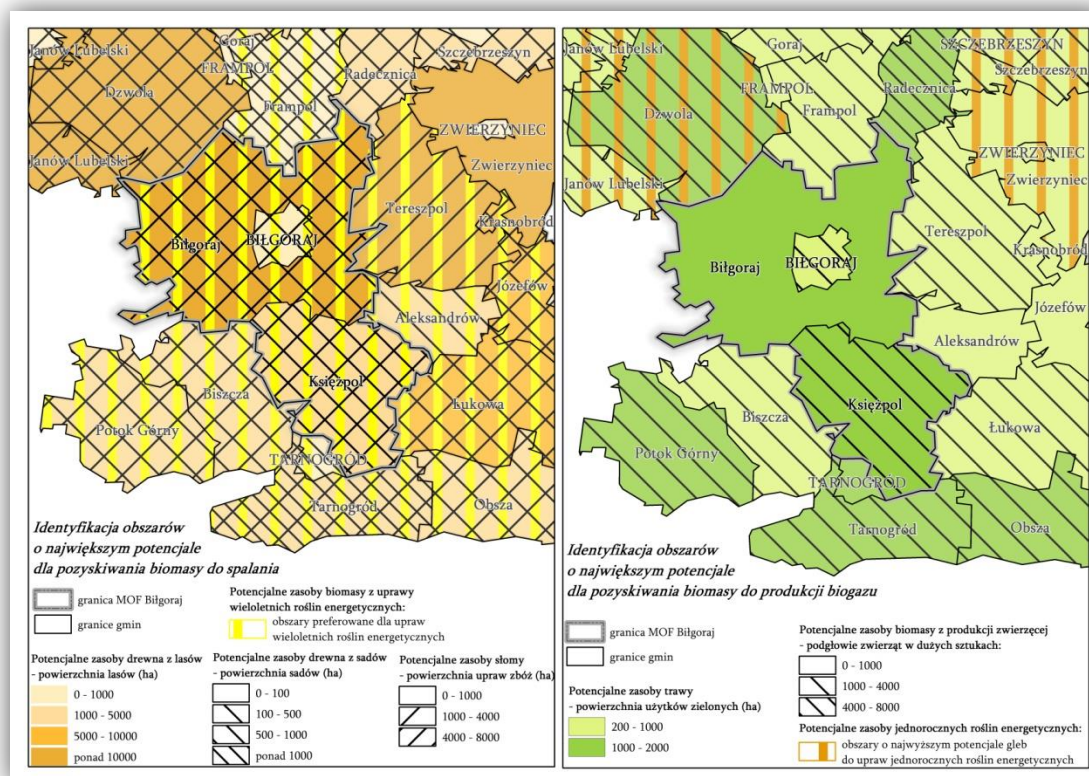 Janów Lubelski
Goraj
Szczebrzeszyn
FRAMPOL
Radecznica
Dzwola
Frampol
ZWIERZYNIEC
Janów Lubelski
Zwierzyniec
Tereszpol
Krasnobród
Biłgoraj
BIŁGORAJ
Józefów
Aleksandrów
Księżpol
Biszcza
Łukowa
Potok Górny
TARNOGRÓD
Tarnogród
Obsza
Identyfikacja obszarów
o największym potencjale
dla pozyskiwania biomasy do spalania
granica MOF Biłgoraj
granice gmin
Potencjalne zasoby biomasy z uprawy
wieloletnich roślin energetycznych:
obszary preferowane dla upraw
wieloletnich roślin energetycznych
Potencjalne zasoby drewna z lasów
- powierzchnia lasów (ha)
0 - 1000
1000 - 5000
5000 - 10000
ponad 10000
Potencjalne zasoby drewna z sadów
- powierzchnia sadów (ha)
0 - 100
100 - 500
500 - 1000
ponad 1000
Potencjalne zasoby słomy
- powierzchnia upraw zbóż (ha)
0 - 1000
1000 - 4000
4000 - 8000
Janów Lubelski
Goraj
SZCZEBRZESZYN
Szczebrzeszyn
FRAMPOL
Radecznica
Dzwola
Frampol
ZWIERZYNIEC
Janów Lubelski
Zwierzyniec
Tereszpol
Krasnobród
Biłgoraj
BIŁGORAJ
Józefów
Aleksandrów
Księżpol
Biszcza
Łukowa
Potok Górny
TARNOGRÓD
Tarnogród
Obsza
Identyfikacja obszarów
o największym potencjale
dla pozyskiwania biomasy do produkcji biogazu
granica MOF Biłgoraj
granice gmin
Potencjalne zasoby trawy
- powierzchnia użytków zielonych (ha)
200 - 1000
1000 - 2000
Potencjalne zasoby biomasy z produkcji zwierzęcej
- podgłowie zwierząt w dużych sztukach:
0 - 1000
1000 - 4000
4000 - 8000
Potencjalne zasoby jednorocznych roślin energetycznych:
obszary o najwyższym potencjale gleb
do upraw jednorocznych roślin energetycznych